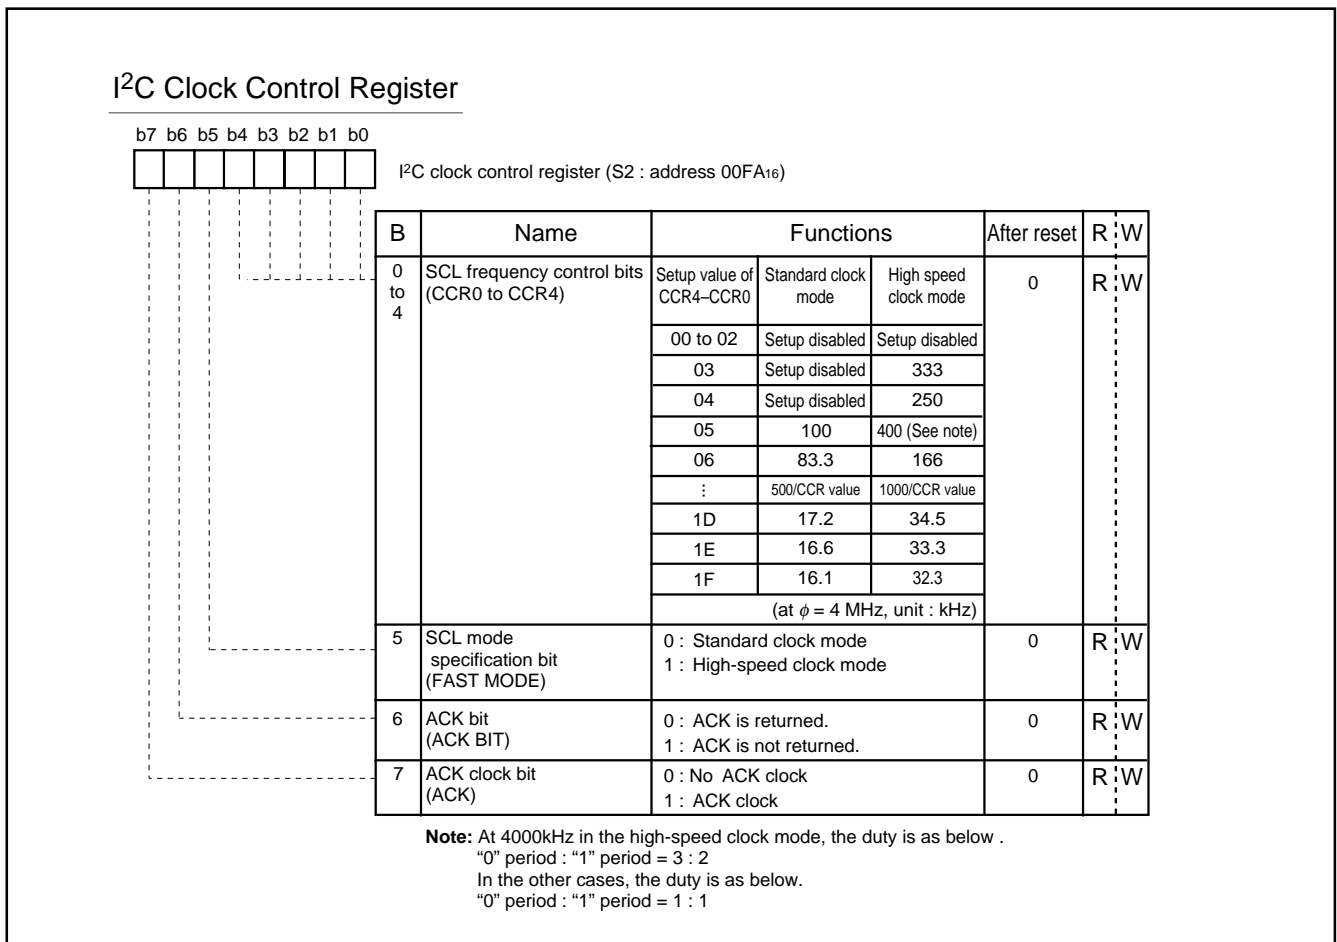 I²C Clock Control Register
b7 b6 b5 b4 b3 b2 b1 b0
I²C clock control register (S2 : address 00FA₁₆)
B Name Functions After reset R W
0 to 4 SCL frequency control bits (CCR0 to CCR4) 0 R W
Setup value of CCR4–CCR0 Standard clock mode High speed clock mode
00 to 02 Setup disabled Setup disabled
03 Setup disabled 333
04 Setup disabled 250
05 100 400 (See note)
06 83.3 166
⋮ 500/CCR value 1000/CCR value
1D 17.2 34.5
1E 16.6 33.3
1F 16.1 32.3
(at ϕ = 4 MHz, unit : kHz)
5 SCL mode specification bit (FAST MODE) 0 : Standard clock mode 0 R W
1 : High-speed clock mode
6 ACK bit (ACK BIT) 0 : ACK is returned. 0 R W
1 : ACK is not returned.
7 ACK clock bit (ACK) 0 : No ACK clock 0 R W
1 : ACK clock
Note: At 4000kHz in the high-speed clock mode, the duty is as below .
“0” period : “1” period = 3 : 2
In the other cases, the duty is as below.
“0” period : “1” period = 1 : 1